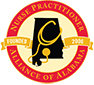 NURSE PRACTITIONER
FOUNDED 2006
ALLIANCE OF ALABAMA